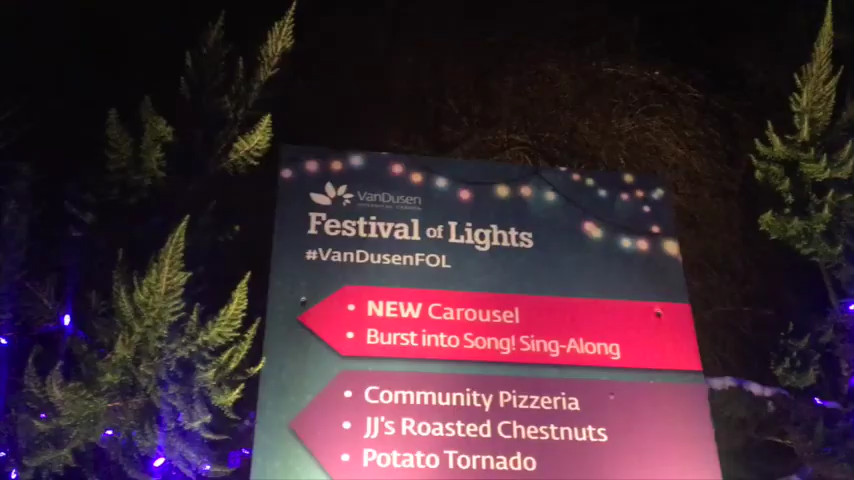 VanDusen
Festival of Lights
#VanDusenFOL
• NEW Carousel
• Burst into Song! Sing-Along
• Community Pizzeria
• JJ's Roasted Chestnuts
• Potato Tornado